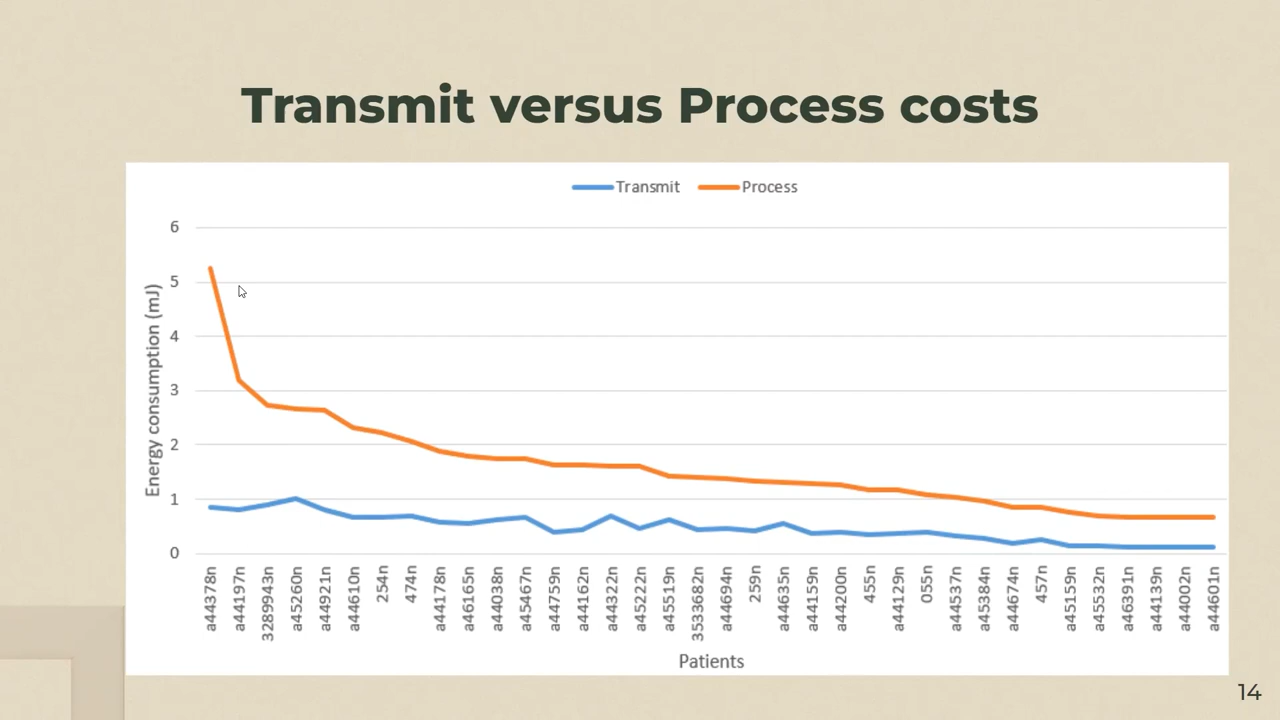 Transmit versus Process costs
Transmit Process
6
5
4
3
2
1
0
Energy consumption (mJ)
a44378n
a44197n
3289943n
a45260n
a44921n
a44610n
254n
474n
a44178n
a46165n
a44038n
a45467n
a44759n
a44162n
a44322n
a45222n
a45519n
3533682n
a44694n
259n
a44635n
a44159n
a44200n
455n
a44129n
055n
a44537n
a45384n
a44674n
457n
a45159n
a45532n
a46391n
a44139n
a44002n
a44601n
Patients
14